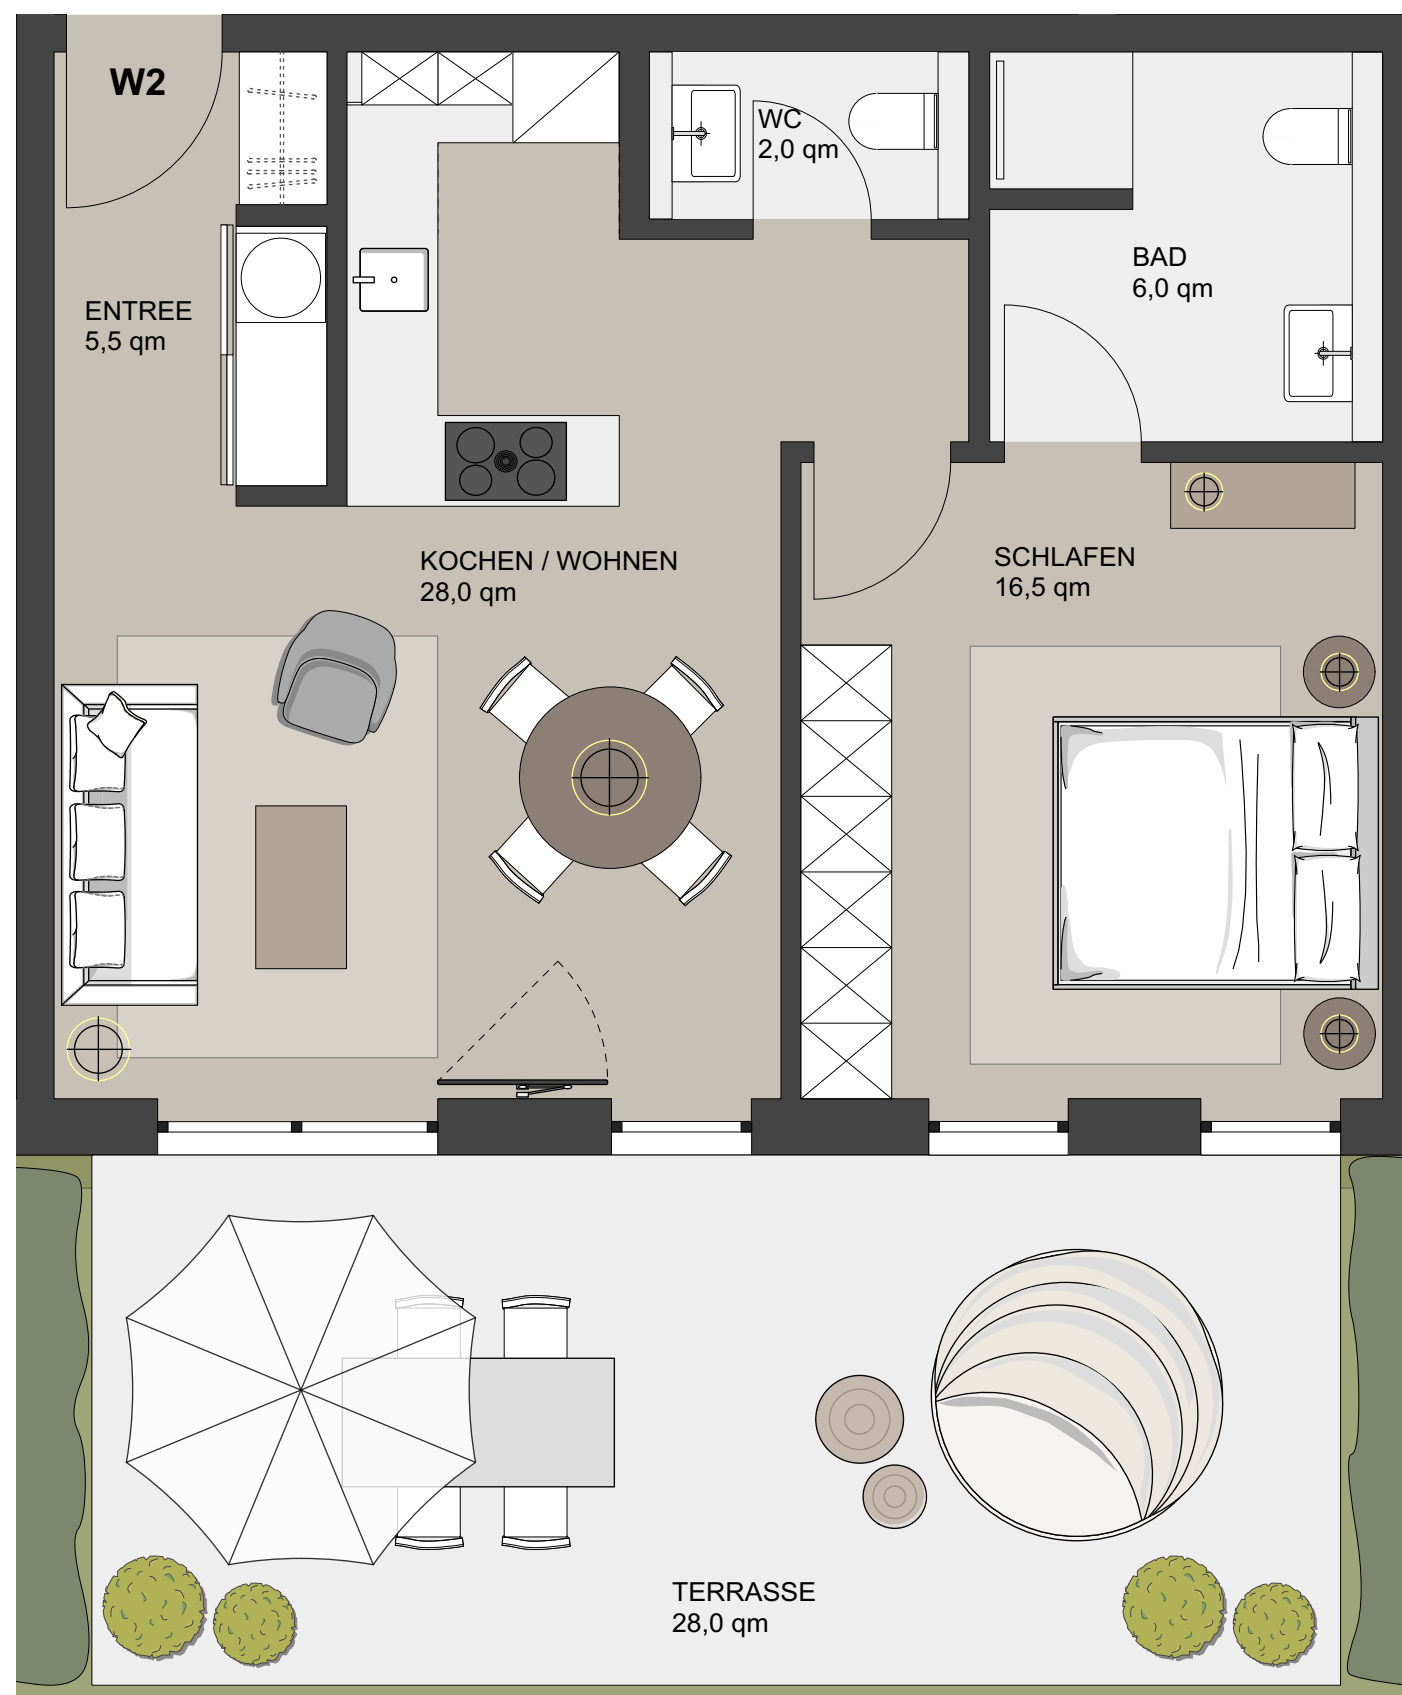 W2
WC
2,0 qm
BAD
6,0 qm
ENTREE
5,5 qm
KOCHEN / WOHNEN
28,0 qm
SCHLAFEN
16,5 qm
TERRASSE
28,0 qm